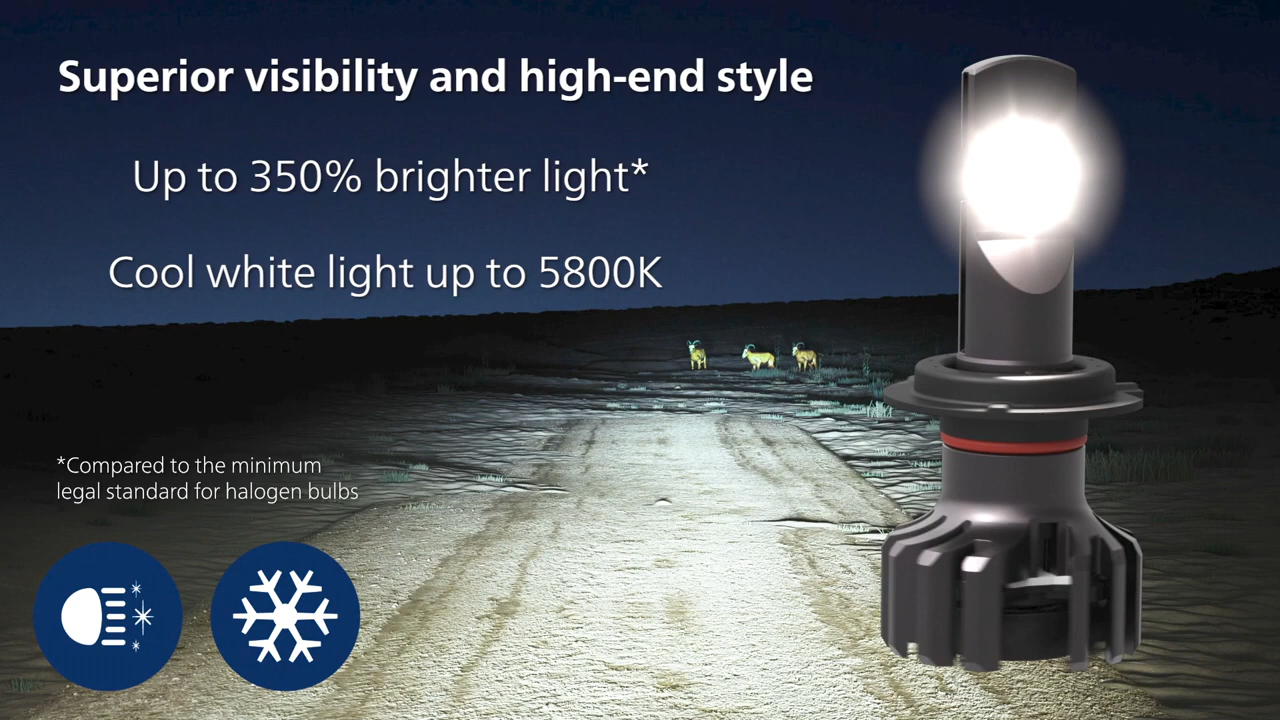 Superior visibility and high-end style
Up to 350% brighter light*
Cool white light up to 5800K
*Compared to the minimum
legal standard for halogen bulbs